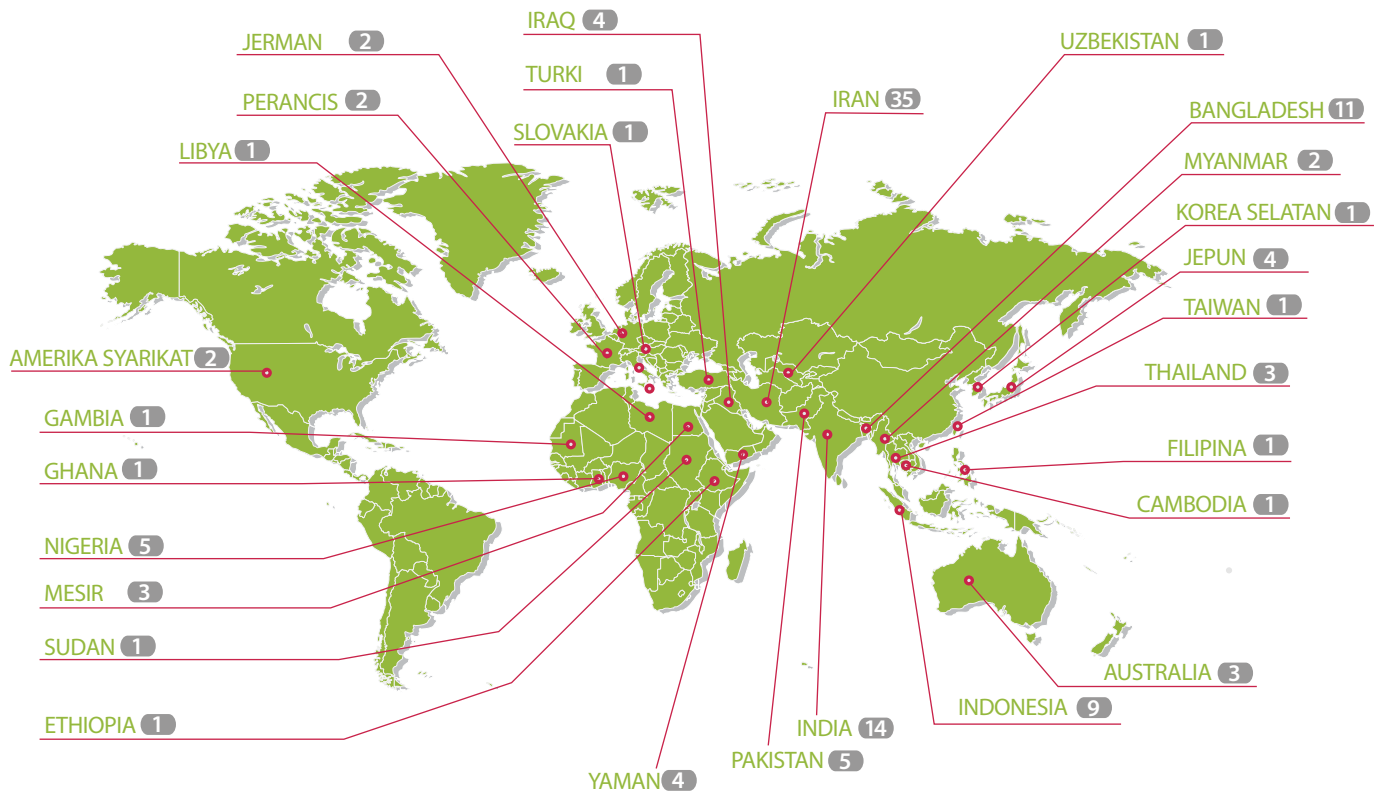 IRAQ 4
JERMAN 2
UZBEKISTAN 1
TURKI 1
PERANCIS 2
IRAN 35
BANGLADESH 11
SLOVAKIA 1
LIBYA 1
MYANMAR 2
KOREA SELATAN 1
JEPUN 4
TAIWAN 1
AMERIKA SYARIKAT 2
THAILAND 3
GAMBIA 1
FILIPINA 1
GHANA 1
CAMBODIA 1
NIGERIA 5
MESIR 3
SUDAN 1
AUSTRALIA 3
INDONESIA 9
ETHIOPIA 1
INDIA 14
PAKISTAN 5
YAMAN 4